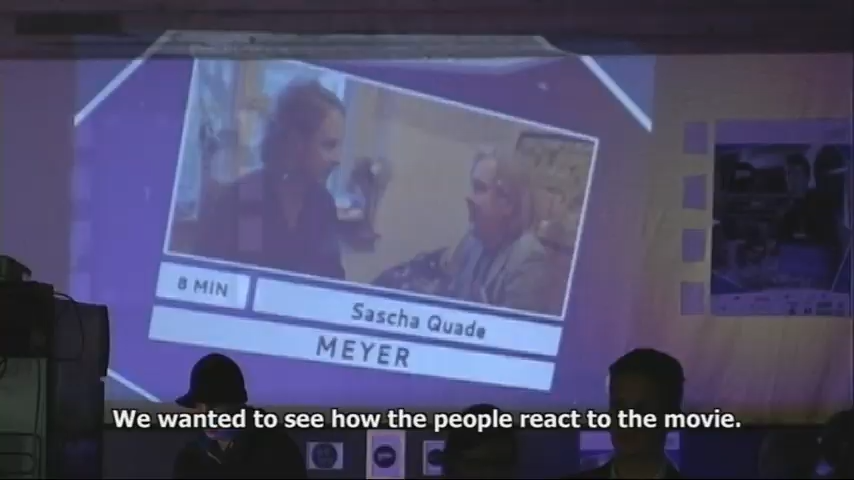 8 MIN
Sascha Quade
MEYER
We wanted to see how the people react to the movie.